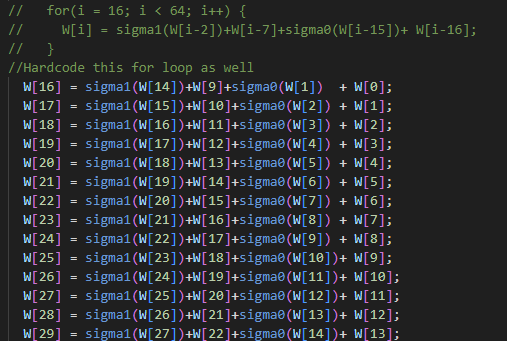 //   for(i = 16; i < 64; i++) {
//     W[i] = sigma1(W[i-2])+W[i-7]+sigma0(W[i-15])+ W[i-16];
//   }
//Hardcode this for loop as well
  W[16] = sigma1(W[14])+W[9]+sigma0(W[1])  + W[0];
  W[17] = sigma1(W[15])+W[10]+sigma0(W[2]) + W[1];
  W[18] = sigma1(W[16])+W[11]+sigma0(W[3]) + W[2];
  W[19] = sigma1(W[17])+W[12]+sigma0(W[4]) + W[3];
  W[20] = sigma1(W[18])+W[13]+sigma0(W[5]) + W[4];
  W[21] = sigma1(W[19])+W[14]+sigma0(W[6]) + W[5];
  W[22] = sigma1(W[20])+W[15]+sigma0(W[7]) + W[6];
  W[23] = sigma1(W[21])+W[16]+sigma0(W[8]) + W[7];
  W[24] = sigma1(W[22])+W[17]+sigma0(W[9]) + W[8];
  W[25] = sigma1(W[23])+W[18]+sigma0(W[10])+ W[9];
  W[26] = sigma1(W[24])+W[19]+sigma0(W[11])+ W[10];
  W[27] = sigma1(W[25])+W[20]+sigma0(W[12])+ W[11];
  W[28] = sigma1(W[26])+W[21]+sigma0(W[13])+ W[12];
  W[29] = sigma1(W[27])+W[22]+sigma0(W[14])+ W[13];